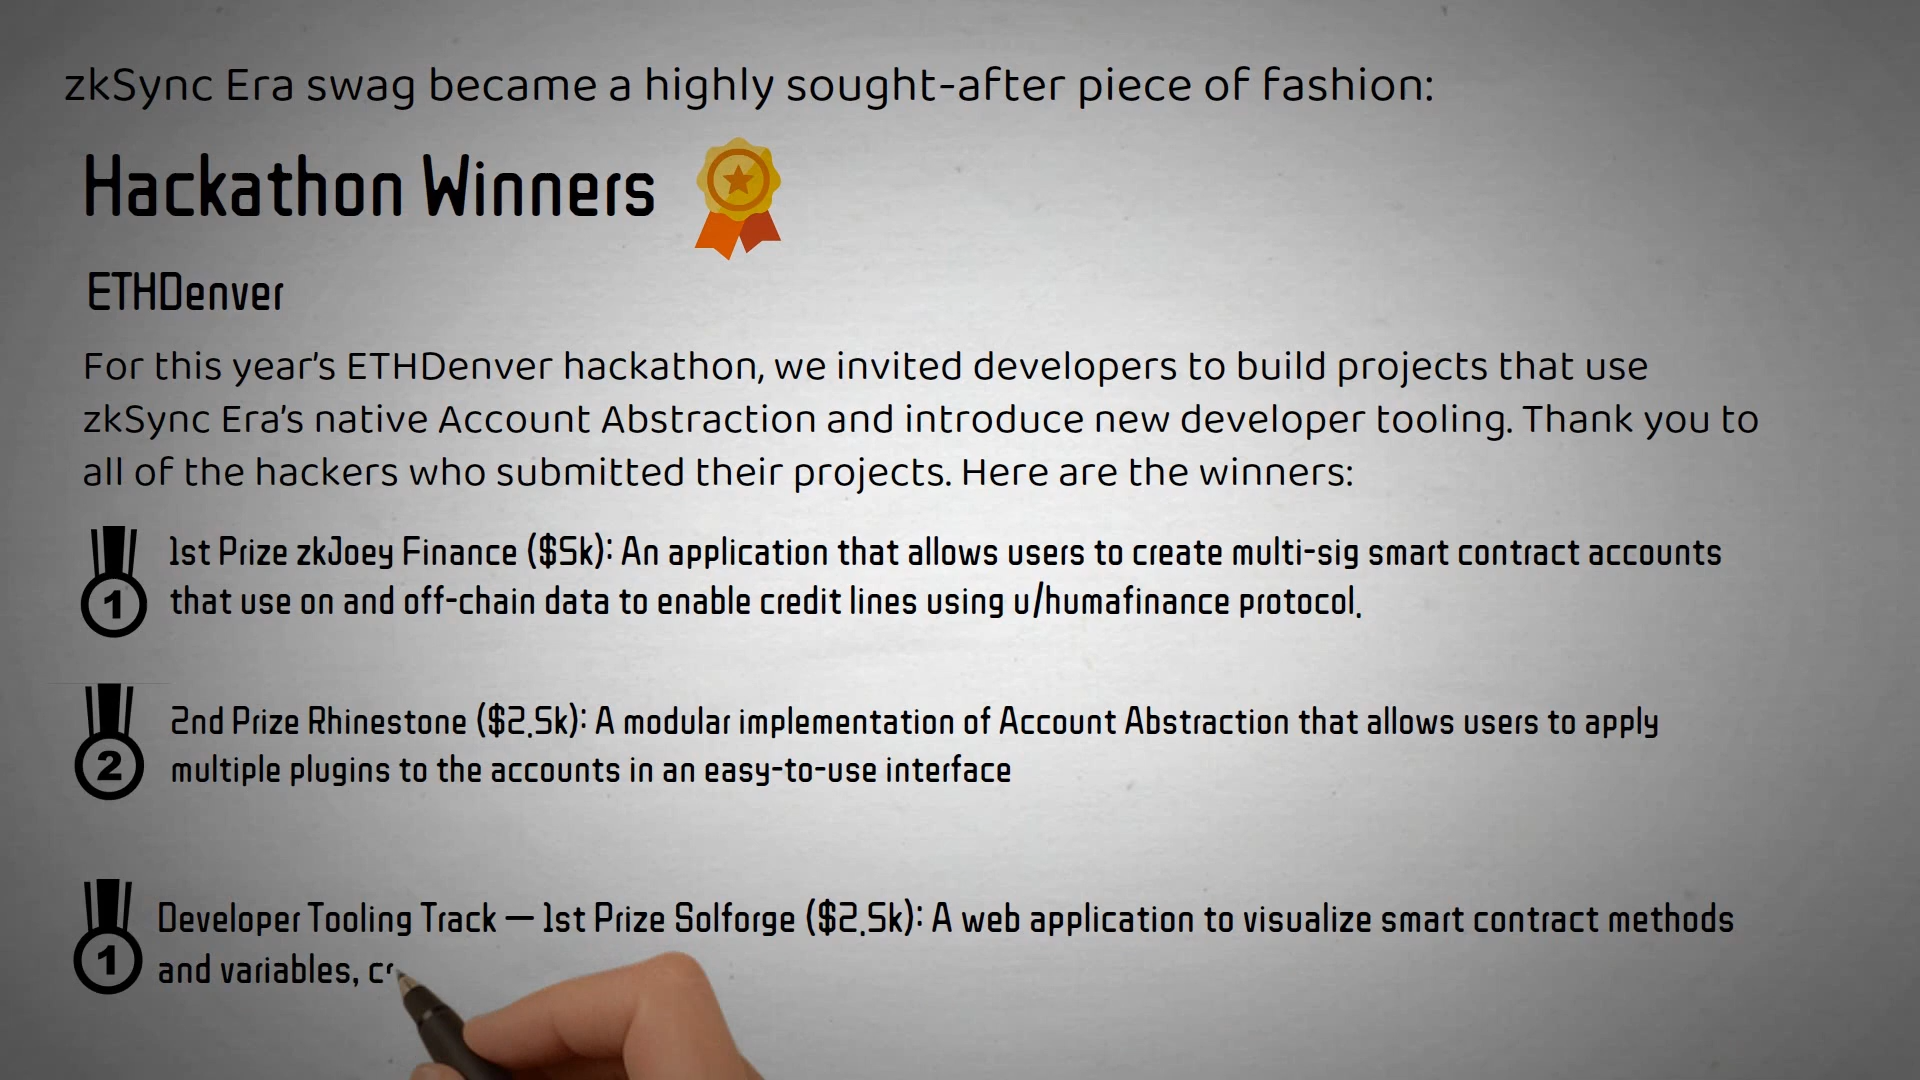 zkSync Era swag became a highly sought-after piece of fashion:
Hackathon Winners
ETHDenver
For this year's ETHDenver hackathon, we invited developers to build projects that use
zkSync Era's native Account Abstraction and introduce new developer tooling. Thank you to
all of the hackers who submitted their projects. Here are the winners:
1
1st Prize zkJoey Finance ($5k): An application that allows users to create multi-sig smart contract accounts
that use on and off-chain data to enable credit lines using u/humafinance protocol.
2
2nd Prize Rhinestone ($2.5k): A modular implementation of Account Abstraction that allows users to apply
multiple plugins to the accounts in an easy-to-use interface
1
Developer Tooling Track — 1st Prize Solforge ($2.5k): A web application to visualize smart contract methods
and variables, cr